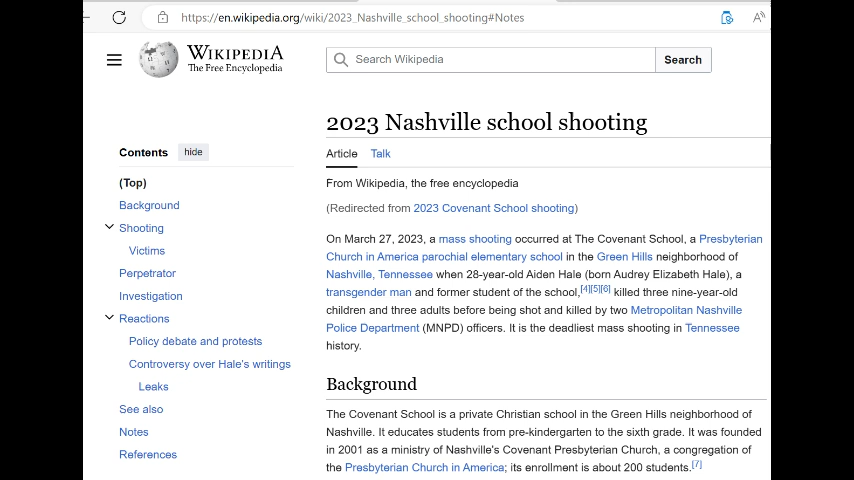 https://en.wikipedia.org/wiki/2023_Nashville_school_shooting#Notes
WIKIPEDIA
The Free Encyclopedia
Search Wikipedia
Search
2023 Nashville school shooting
Contents
hide
(Top)
Background
Shooting
Victims
Perpetrator
Investigation
Reactions
Policy debate and protests
Controversy over Hale's writings
Leaks
See also
Notes
References
Article
Talk
From Wikipedia, the free encyclopedia
(Redirected from 2023 Covenant School shooting)
On March 27, 2023, a mass shooting occurred at The Covenant School, a Presbyterian
Church in America parochial elementary school in the Green Hills neighborhood of
Nashville, Tennessee when 28-year-old Aiden Hale (born Audrey Elizabeth Hale), a
transgender man and former student of the school,[4][5][6] killed three nine-year-old
children and three adults before being shot and killed by two Metropolitan Nashville
Police Department (MNPD) officers. It is the deadliest mass shooting in Tennessee
history.
Background
The Covenant School is a private Christian school in the Green Hills neighborhood of
Nashville. It educates students from pre-kindergarten to the sixth grade. It was founded
in 2001 as a ministry of Nashville's Covenant Presbyterian Church, a congregation of
the Presbyterian Church in America; its enrollment is about 200 students.[7]